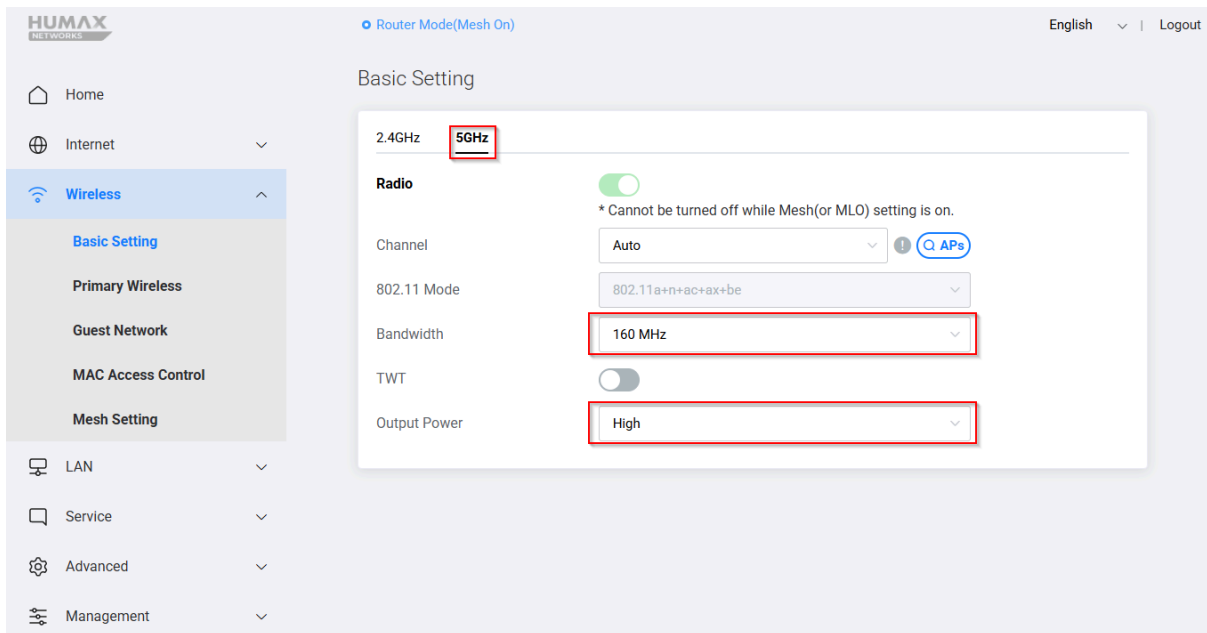 HUMAX
NETWORKS
Router Mode(Mesh On)
English | Logout
Home
Internet
Wireless
Basic Setting
Primary Wireless
Guest Network
MAC Access Control
Mesh Setting
LAN
Service
Advanced
Management
Basic Setting
2.4GHz 5GHz
Radio
* Cannot be turned off while Mesh(or MLO) setting is on.
Channel Auto ! APs
802.11 Mode 802.11a+n+ac+ax+be
Bandwidth 160 MHz
TWT
Output Power High